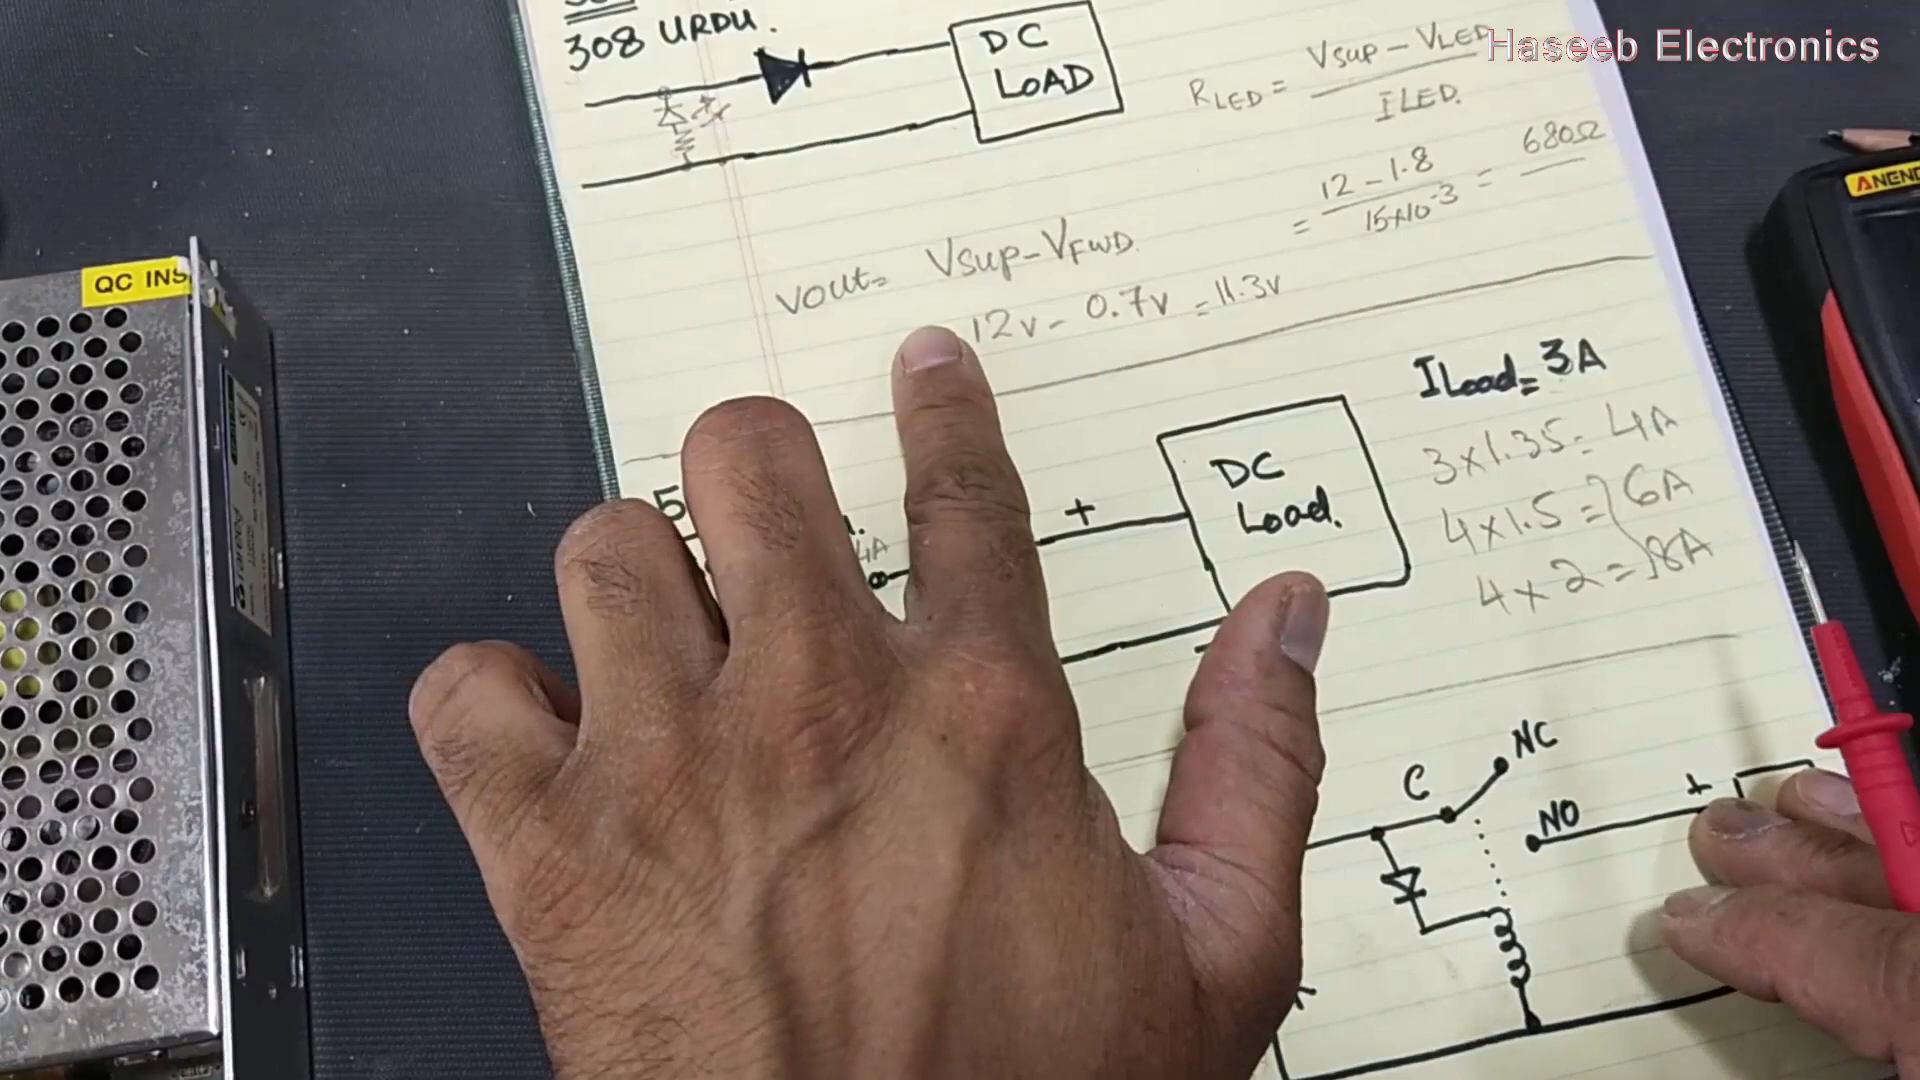 308 URDU.
DC
LOAD
Haseeb Electronics
RLED = Vsup - VLED
ILED.
= 12 - 1.8 = 680Ω
15x10-3
Vout= Vsup-VFWD.
12v - 0.7v = 11.3v
QC INS
ILoad= 3A
3x1.35= 4A
4x1.5 = 6A
4x2 = 8A
5
4A
+
DC
Load.
C
NC
NO
+